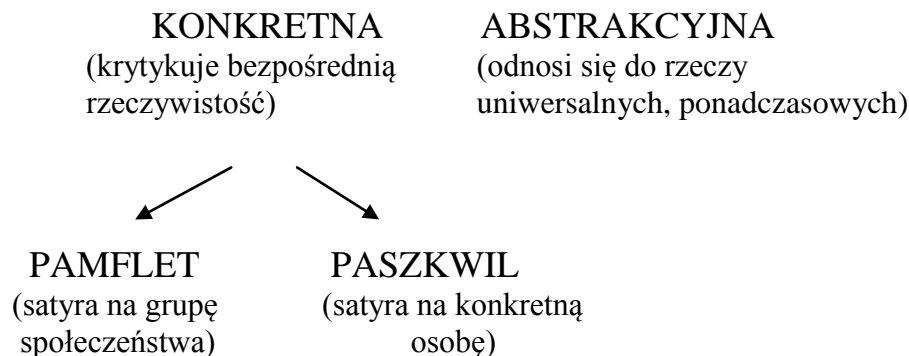 KONKRETNA
(krytykuje bezpośrednią
rzeczywistość)
ABSTRAKCYJNA
(odnosi się do rzeczy
uniwersalnych, ponadczasowych)
PAMFLET
(satyra na grupę
społeczeństwa)
PASZKWIL
(satyra na konkretną
osobę)